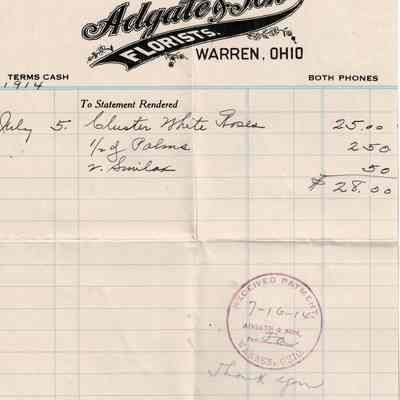 Adgate & Son
FLORISTS.
WARREN, OHIO
TERMS CASH
BOTH PHONES
1914
To Statement Rendered
July 5. Cluster White Roses 25.00
1/2 of Palms 2 50
v. Smilax 50
$ 28.00
RECEIVED PAYMENT
7-16-14
ADGATE & SON,
WARREN, OHIO.
Thank you